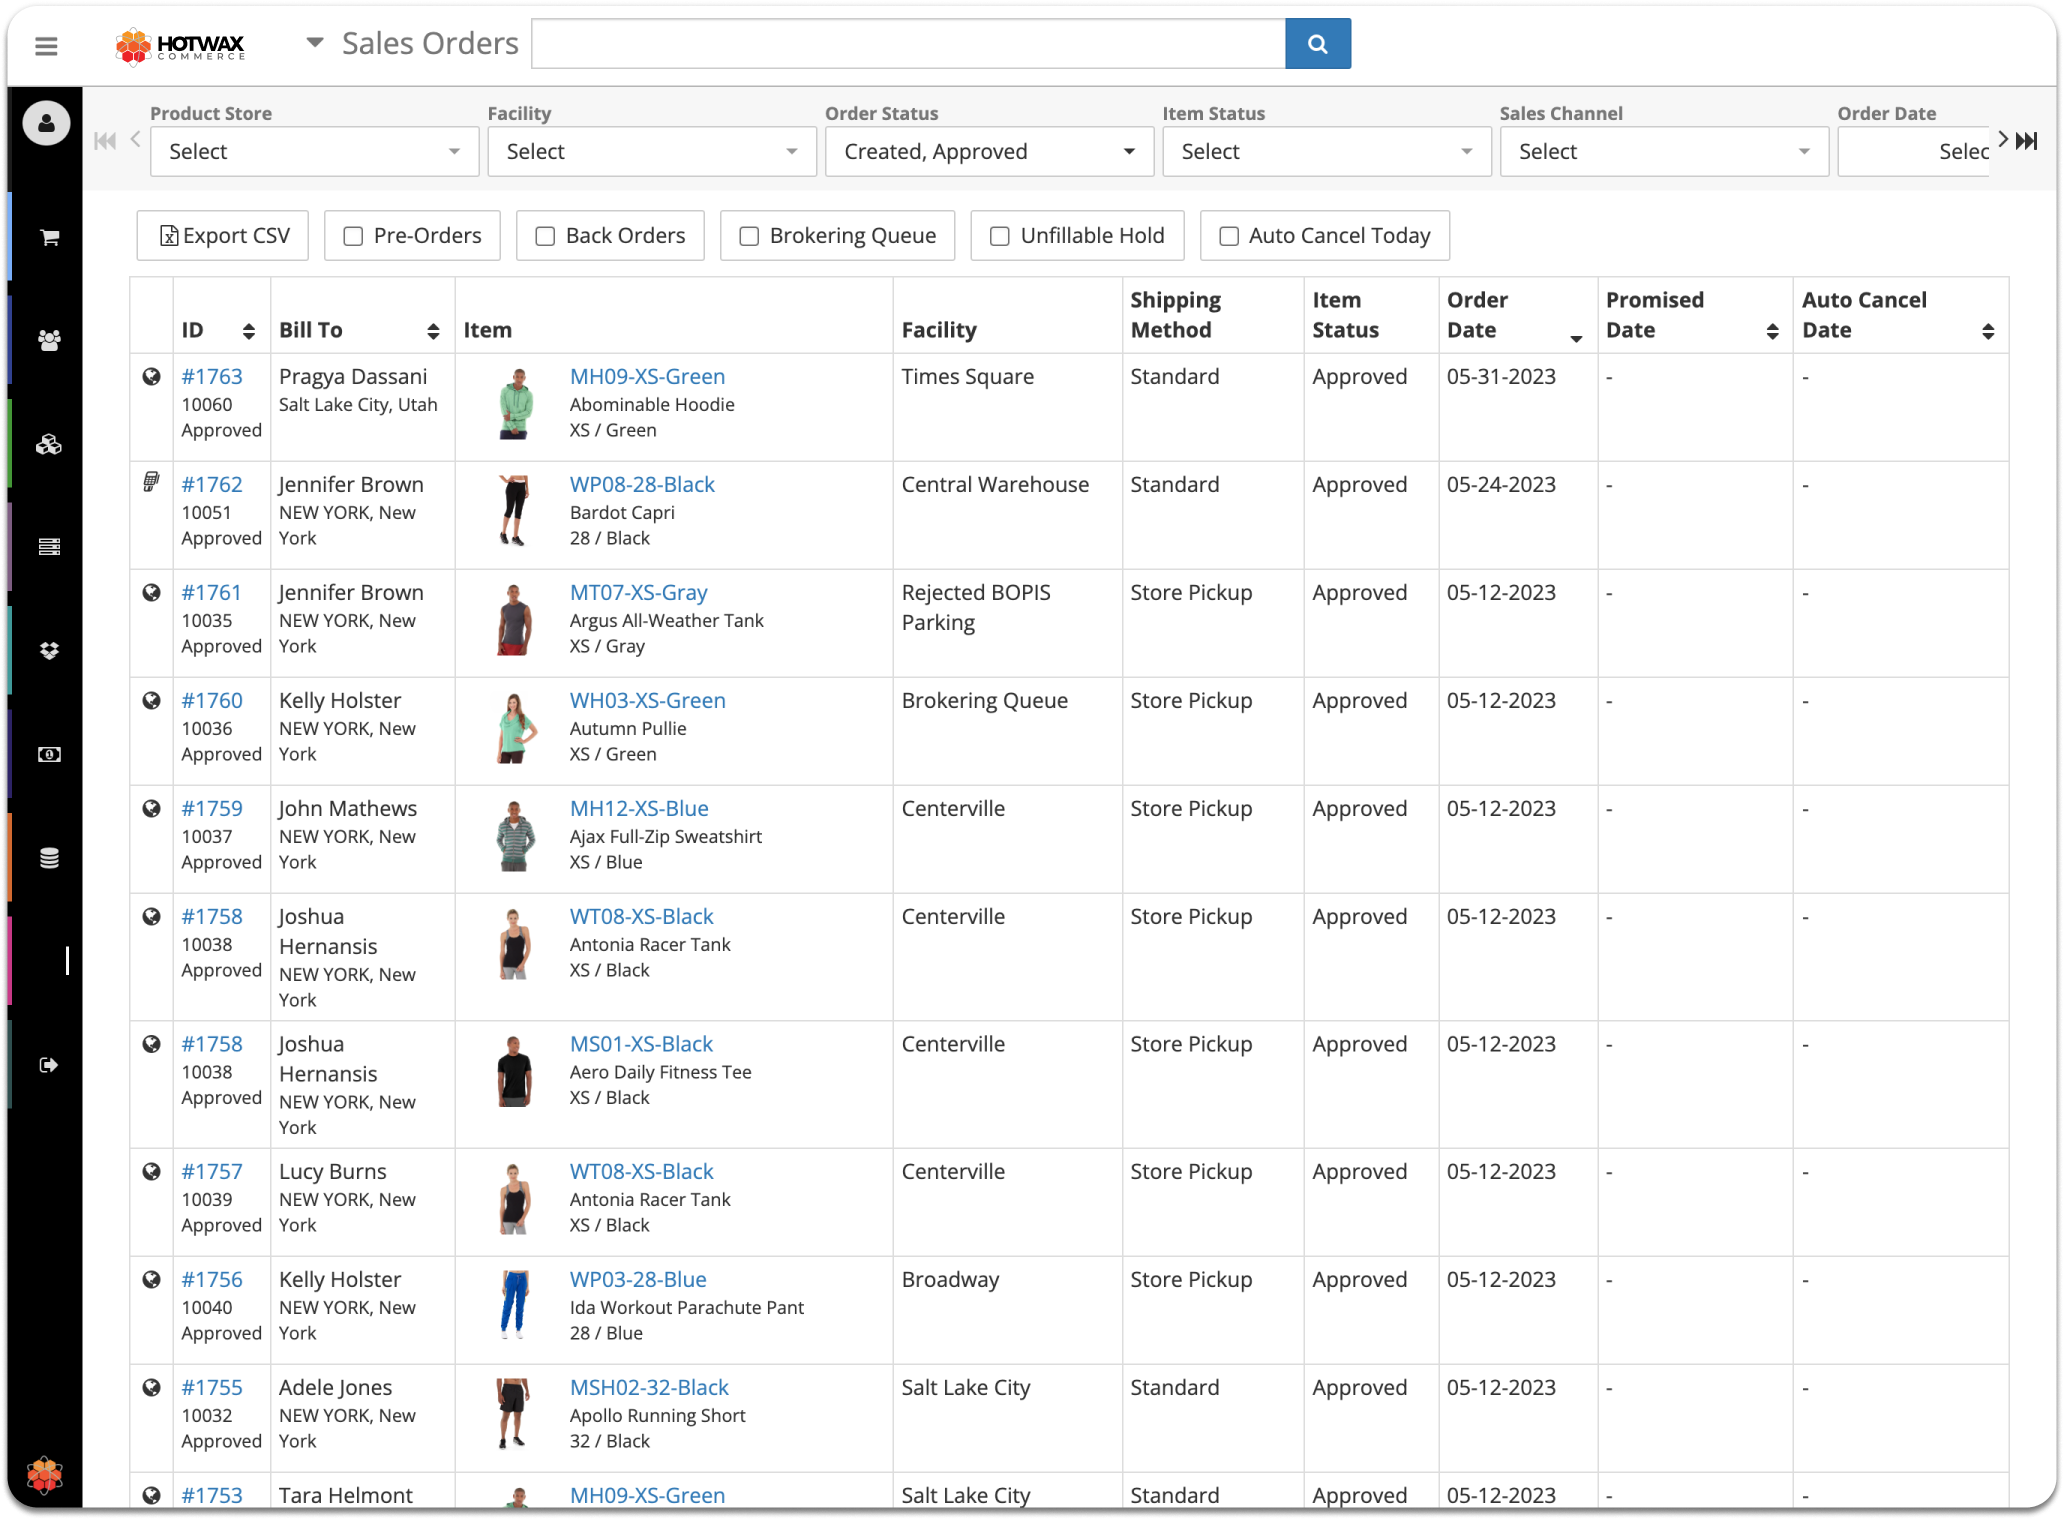 HOTWAX
COMMERCE
Sales Orders
Product Store
Facility
Order Status
Item Status
Sales Channel
Order Date
Select
Select
Created, Approved
Select
Select
Selec
Export CSV
Pre-Orders
Back Orders
Brokering Queue
Unfillable Hold
Auto Cancel Today
ID
Bill To
Item
Facility
Shipping
Method
Item
Status
Order
Date
Promised
Date
Auto Cancel
Date
#1763
10060
Approved
Pragya Dassani
Salt Lake City, Utah
MH09-XS-Green
Abominable Hoodie
XS / Green
Times Square
Standard
Approved
05-31-2023
-
-
#1762
10051
Approved
Jennifer Brown
NEW YORK, New
York
WP08-28-Black
Bardot Capri
28 / Black
Central Warehouse
Standard
Approved
05-24-2023
-
-
#1761
10035
Approved
Jennifer Brown
NEW YORK, New
York
MT07-XS-Gray
Argus All-Weather Tank
XS / Gray
Rejected BOPIS
Parking
Store Pickup
Approved
05-12-2023
-
-
#1760
10036
Approved
Kelly Holster
NEW YORK, New
York
WH03-XS-Green
Autumn Pullie
XS / Green
Brokering Queue
Store Pickup
Approved
05-12-2023
-
-
#1759
10037
Approved
John Mathews
NEW YORK, New
York
MH12-XS-Blue
Ajax Full-Zip Sweatshirt
XS / Blue
Centerville
Store Pickup
Approved
05-12-2023
-
-
#1758
10038
Approved
Joshua
Hernansis
NEW YORK, New
York
WT08-XS-Black
Antonia Racer Tank
XS / Black
Centerville
Store Pickup
Approved
05-12-2023
-
-
#1758
10038
Approved
Joshua
Hernansis
NEW YORK, New
York
MS01-XS-Black
Aero Daily Fitness Tee
XS / Black
Centerville
Store Pickup
Approved
05-12-2023
-
-
#1757
10039
Approved
Lucy Burns
NEW YORK, New
York
WT08-XS-Black
Antonia Racer Tank
XS / Black
Centerville
Store Pickup
Approved
05-12-2023
-
-
#1756
10040
Approved
Kelly Holster
NEW YORK, New
York
WP03-28-Blue
Ida Workout Parachute Pant
28 / Blue
Broadway
Store Pickup
Approved
05-12-2023
-
-
#1755
10032
Approved
Adele Jones
NEW YORK, New
York
MSH02-32-Black
Apollo Running Short
32 / Black
Salt Lake City
Standard
Approved
05-12-2023
-
-
#1753
Tara Helmont
MH09-XS-Green
Salt Lake City
Standard
Approved
05-12-2023
-
-